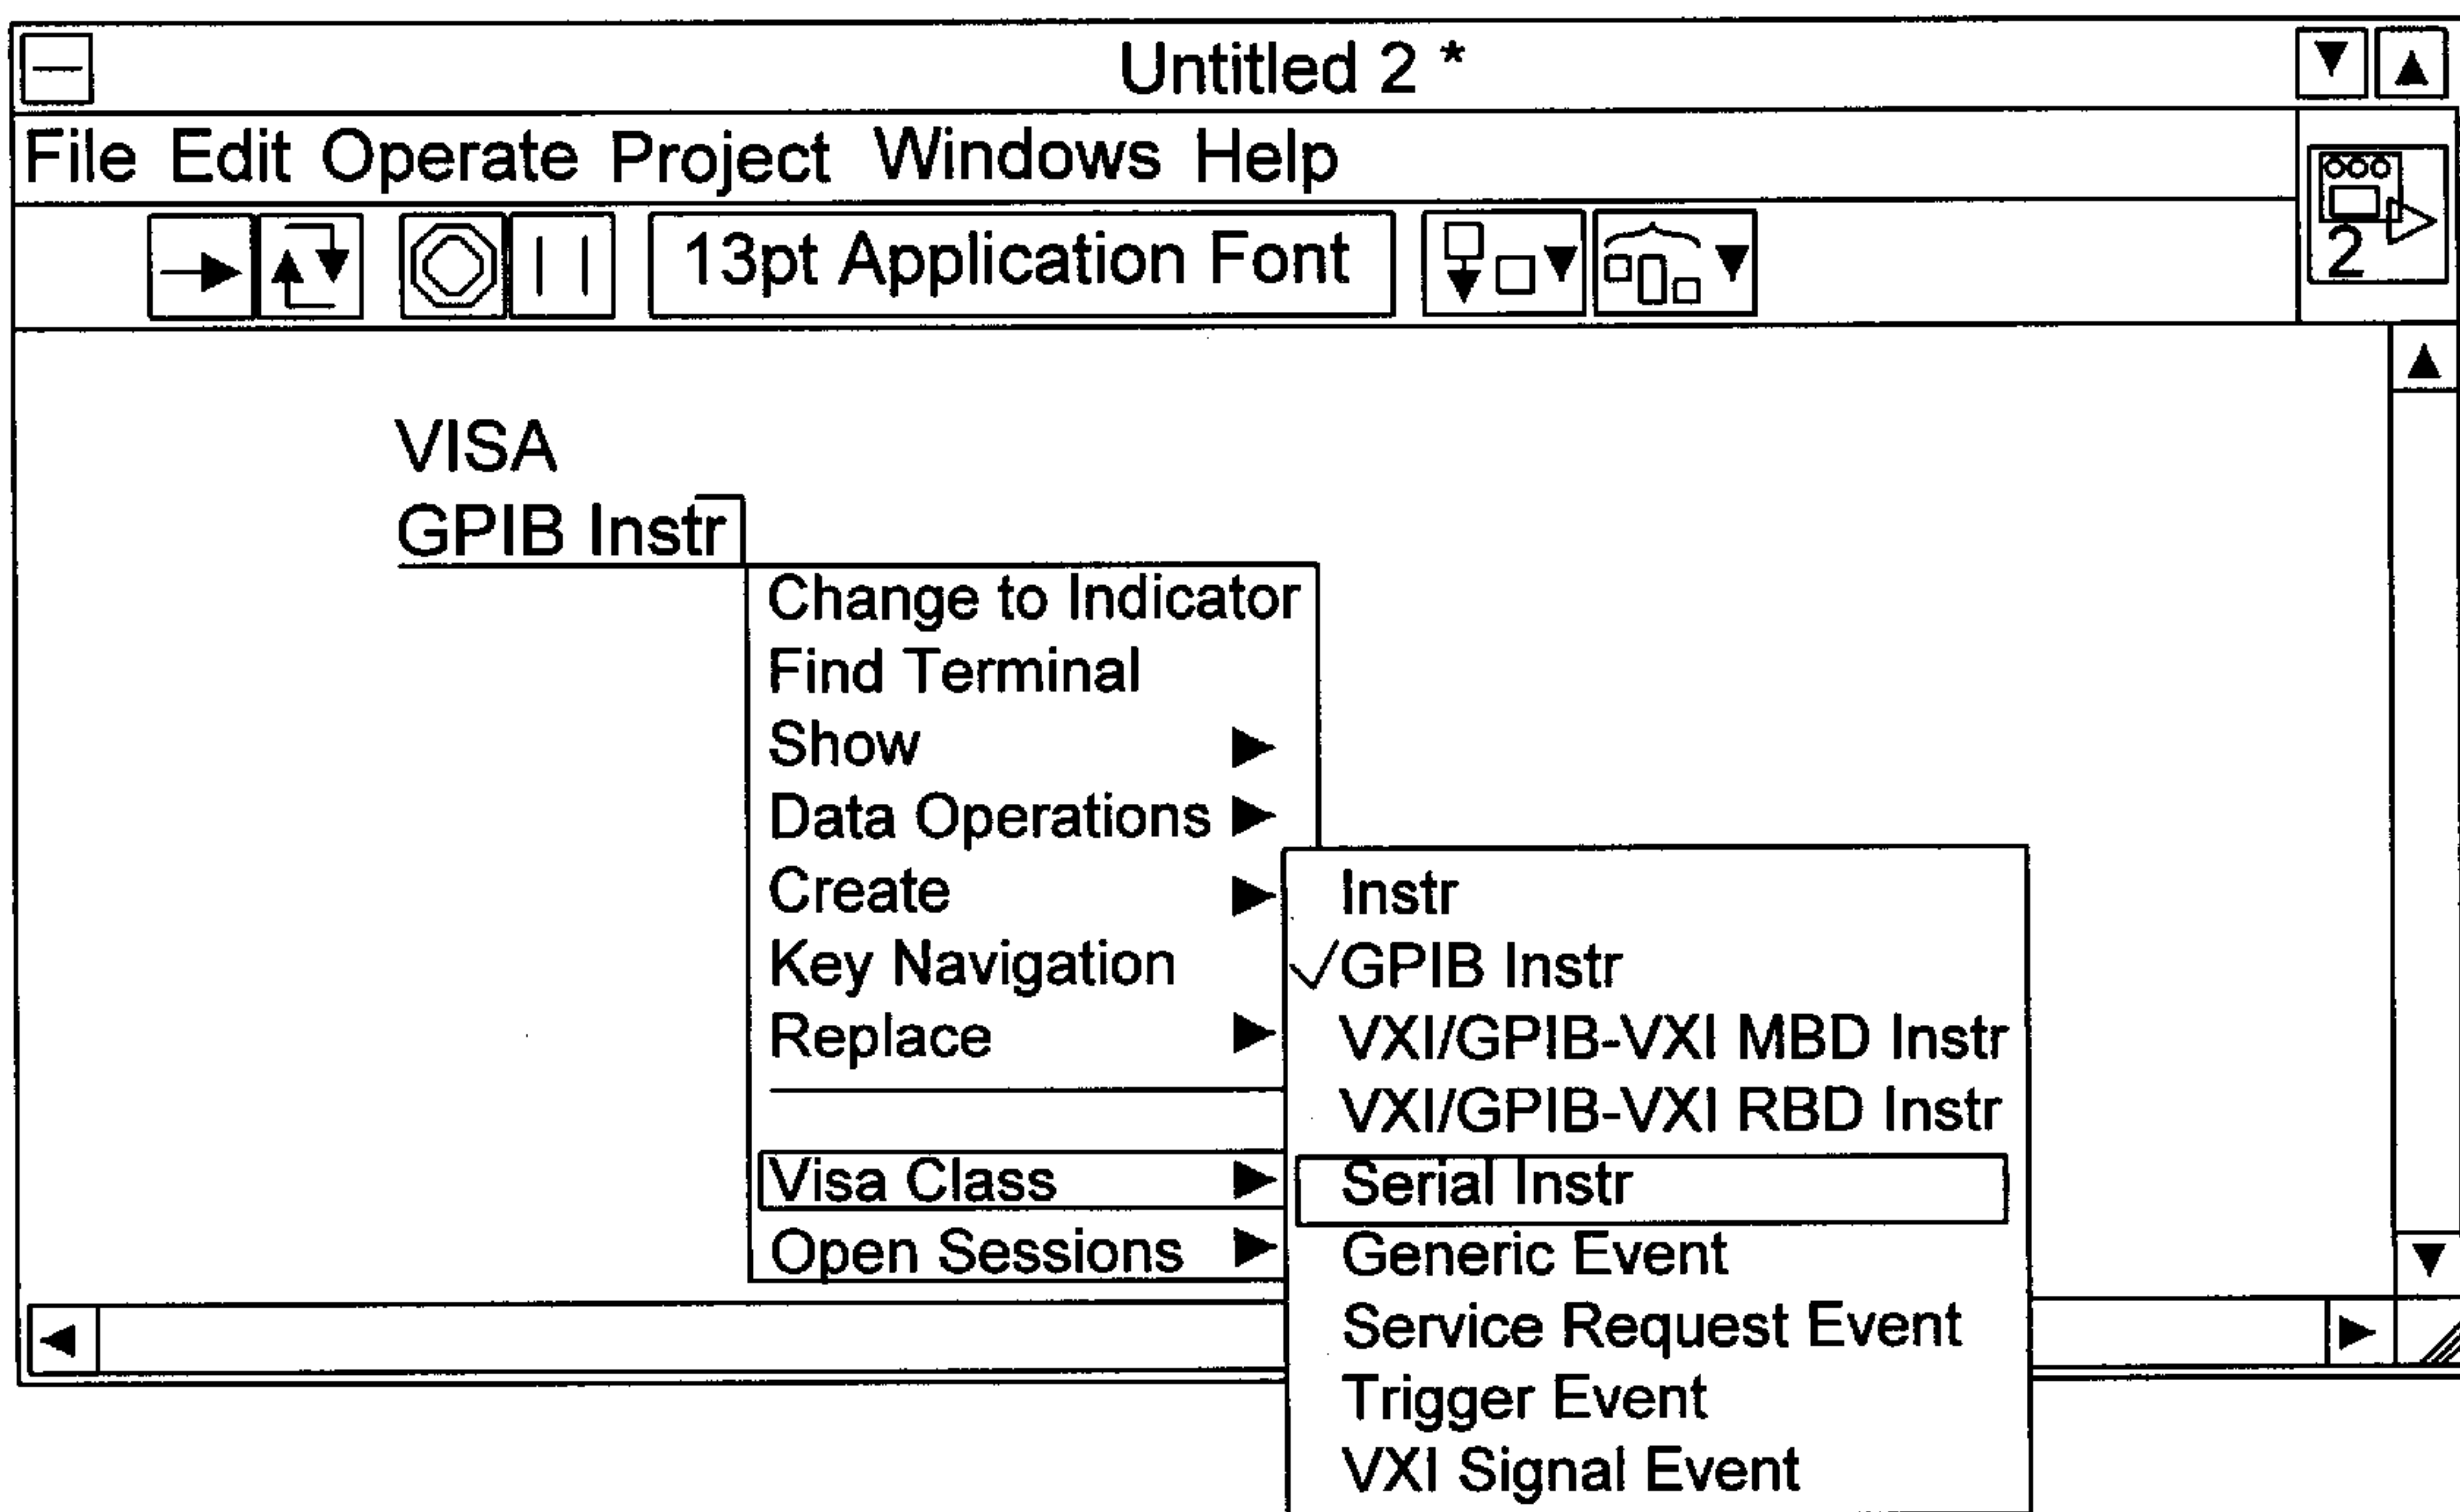 Untitled 2 *
File Edit Operate Project Windows Help
13pt Application Font
2
VISA
GPIB Instr
Change to Indicator
Find Terminal
Show
Data Operations
Create
Key Navigation
Replace
Visa Class
Open Sessions
Instr
✓GPIB Instr
VXI/GPIB-VXI MBD Instr
VXI/GPIB-VXI RBD Instr
Serial Instr
Generic Event
Service Request Event
Trigger Event
VXI Signal Event